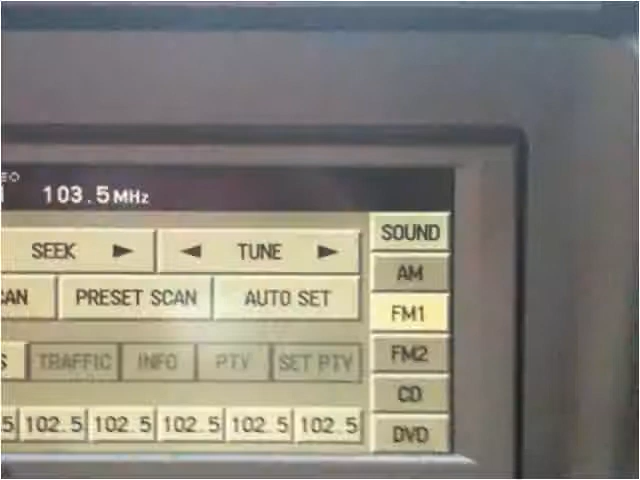 103.5 MHz
SOUND
SEEK ► ◄ TUNE ►
AM
PRESET SCAN AUTO SET
FM1
TRAFFIC INFO PTY SET PTY
FM2
CD
5 102.5 102.5 102.5 102.5 102.5
DVD